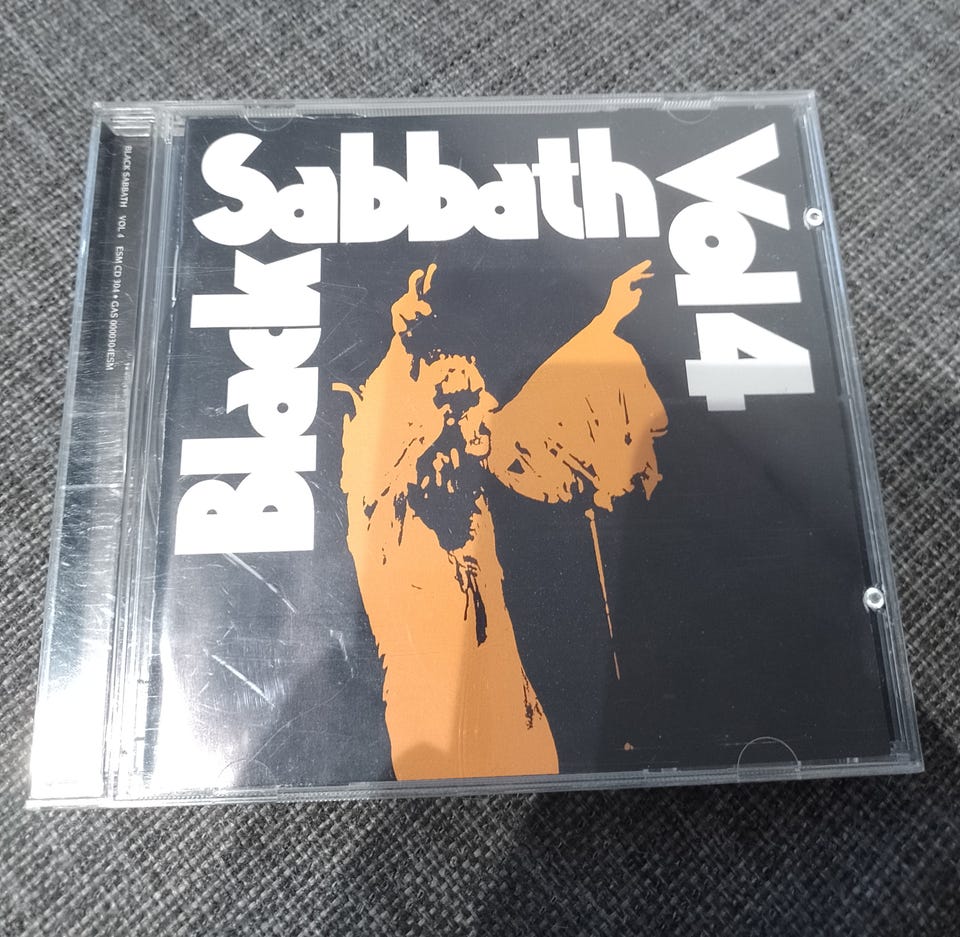 Black
Sabbath
Vol 4
BLACK SABBATH VOL 4 ESM CD 304 • GAS 0000304ESM